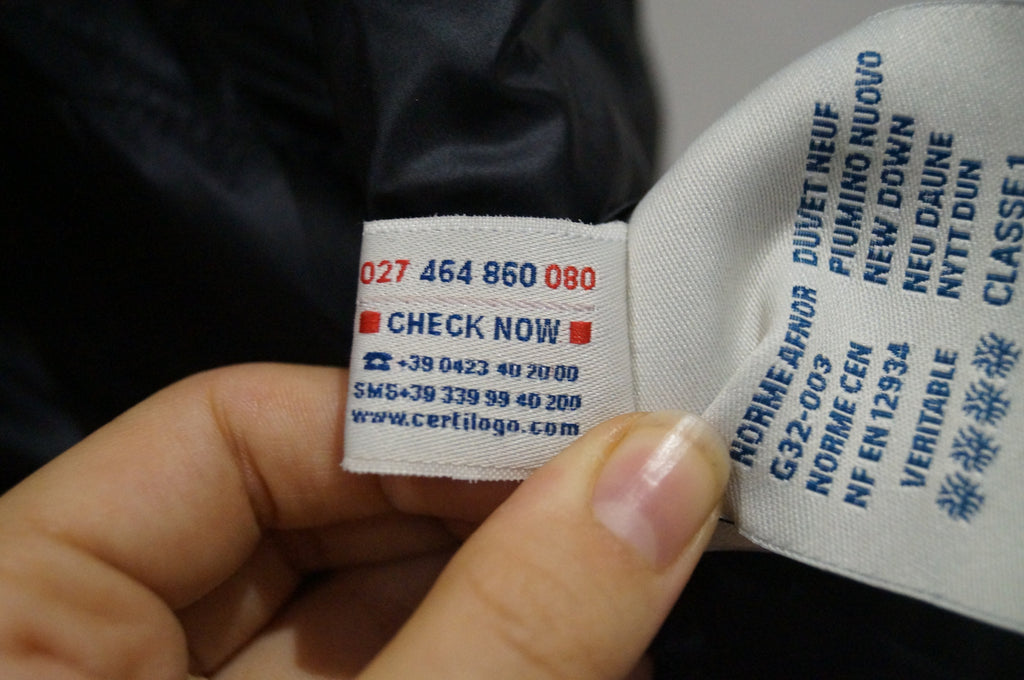 027 464 860 080
CHECK NOW
+39 0423 40 20 00
SMS+39 339 99 40 200
www.certilogo.com
DUVET NEUF
PIUMINO NUOVO
NEW DOWN
NEU DAUNE
NYTT DUN
CLASSE 1
NORME AFNOR
G32-003
NORME CEN
NF EN 12934
VERITABLE